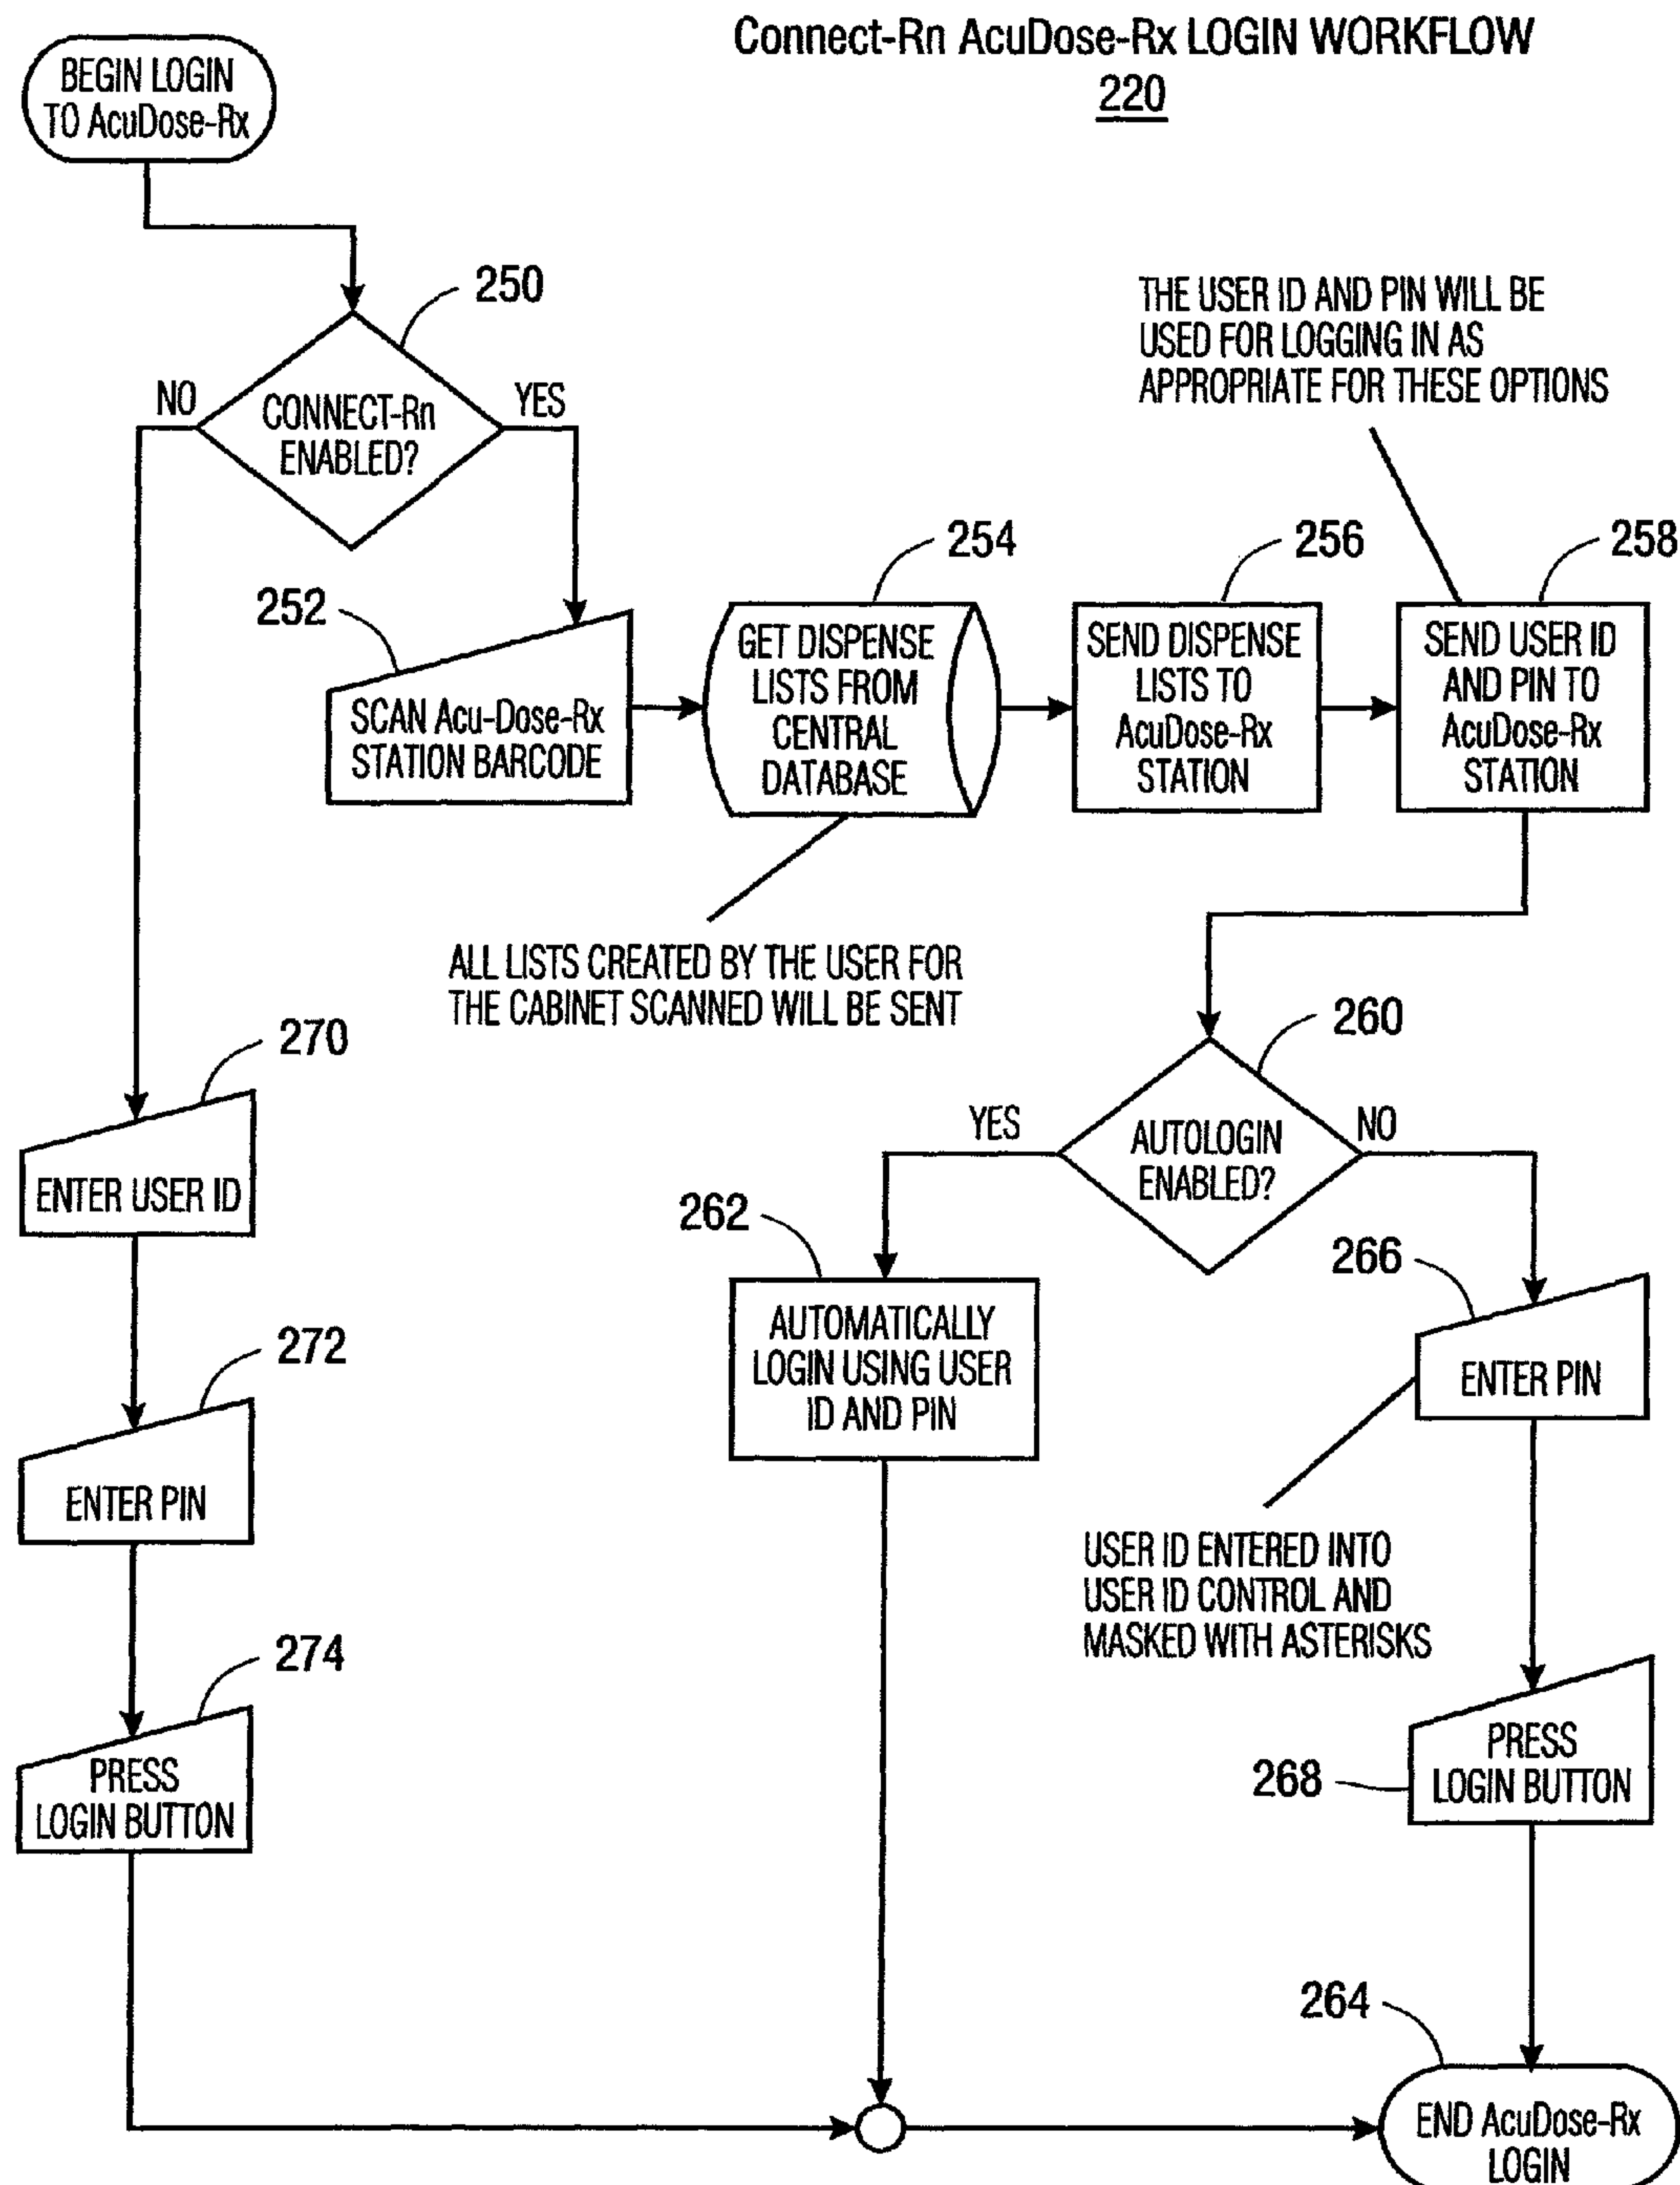 Connect-Rn AcuDose-Rx LOGIN WORKFLOW
220
BEGIN LOGIN
TO AcuDose-Rx
250
CONNECT-Rn
ENABLED?
NO
YES
THE USER ID AND PIN WILL BE
USED FOR LOGGING IN AS
APPROPRIATE FOR THESE OPTIONS
252
SCAN Acu-Dose-Rx
STATION BARCODE
254
GET DISPENSE
LISTS FROM
CENTRAL
DATABASE
256
SEND DISPENSE
LISTS TO
AcuDose-Rx
STATION
258
SEND USER ID
AND PIN TO
AcuDose-Rx
STATION
ALL LISTS CREATED BY THE USER FOR
THE CABINET SCANNED WILL BE SENT
260
AUTOLOGIN
ENABLED?
YES
NO
262
AUTOMATICALLY
LOGIN USING USER
ID AND PIN
266
ENTER PIN
USER ID ENTERED INTO
USER ID CONTROL AND
MASKED WITH ASTERISKS
268
PRESS
LOGIN BUTTON
270
ENTER USER ID
272
ENTER PIN
274
PRESS
LOGIN BUTTON
264
END AcuDose-Rx
LOGIN